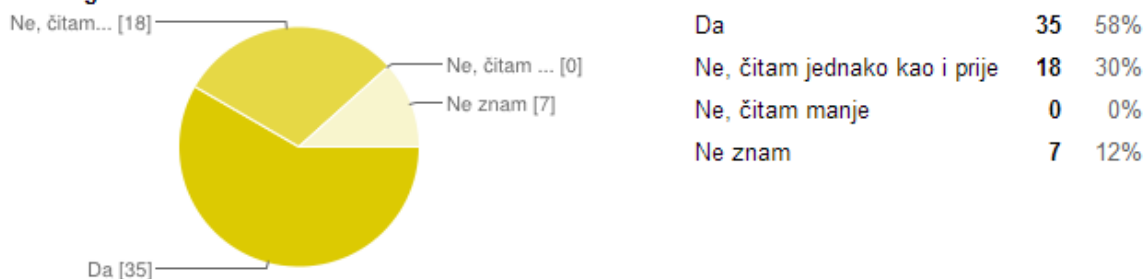 Ne, čitam... [18]
Ne, čitam ... [0]
Ne znam [7]
Da [35]
Da 35 58%
Ne, čitam jednako kao i prije 18 30%
Ne, čitam manje 0 0%
Ne znam 7 12%